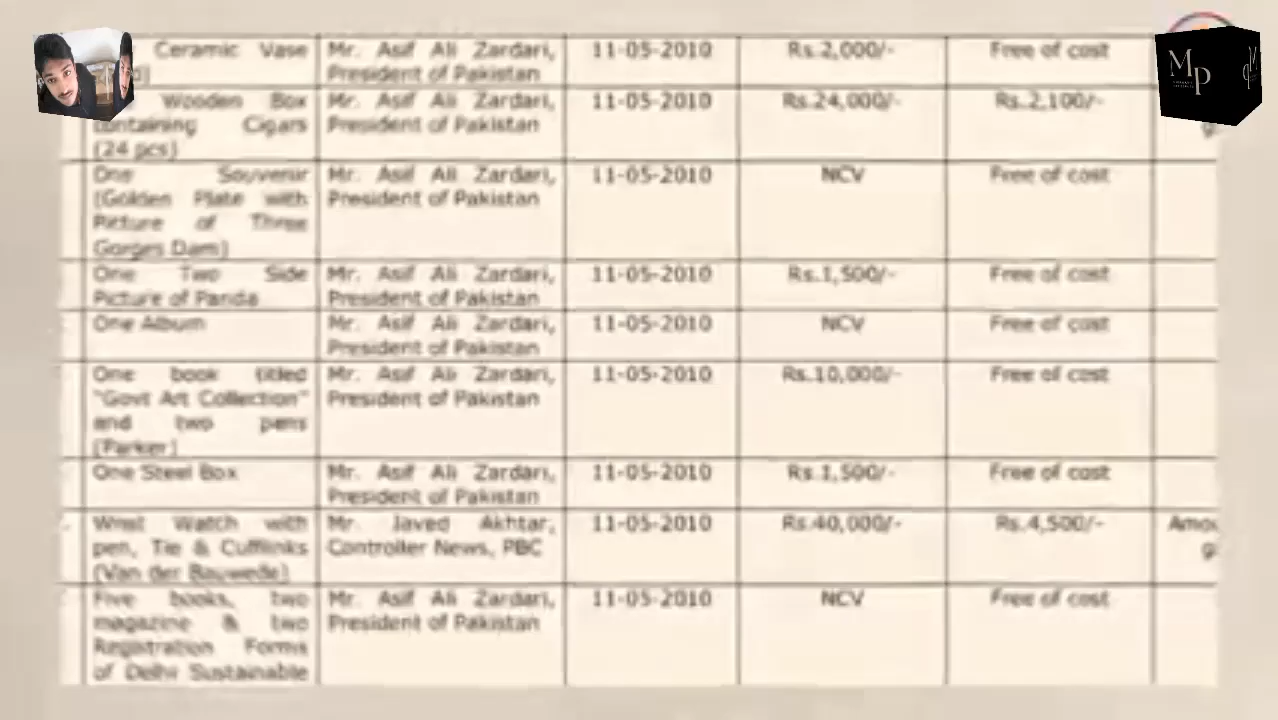 Ceramic Vase Mr. Asif Ali Zardari, 11-05-2010 Rs.2,000/- Free of cost
President of Pakistan
Wooden Box Mr. Asif Ali Zardari, 11-05-2010 Rs.24,000/- Rs.2,100/-
containing Cigars President of Pakistan
(24 pcs)
One Souvenir Mr. Asif Ali Zardari, 11-05-2010 NCV Free of cost
(Golden Plate with President of Pakistan
Picture of Three
Gorges Dam)
One Two Side Mr. Asif Ali Zardari, 11-05-2010 Rs.1,500/- Free of cost
Picture of Panda President of Pakistan
One Album Mr. Asif Ali Zardari, 11-05-2010 NCV Free of cost
President of Pakistan
One book titled Mr. Asif Ali Zardari, 11-05-2010 Rs.10,000/- Free of cost
"Govt Art Collection" President of Pakistan
and two pens
(Parker)
One Steel Box Mr. Asif Ali Zardari, 11-05-2010 Rs.1,500/- Free of cost
President of Pakistan
Wrist Watch with Mr. Javed Akhtar, 11-05-2010 Rs.40,000/- Rs.4,500/-
pen, Tie & Cufflinks Controller News, PBC
(Van der Bauwede)
Five books, two Mr. Asif Ali Zardari, 11-05-2010 NCV Free of cost
magazine & two President of Pakistan
Registration Forms
of Delhi Sustainable
MP